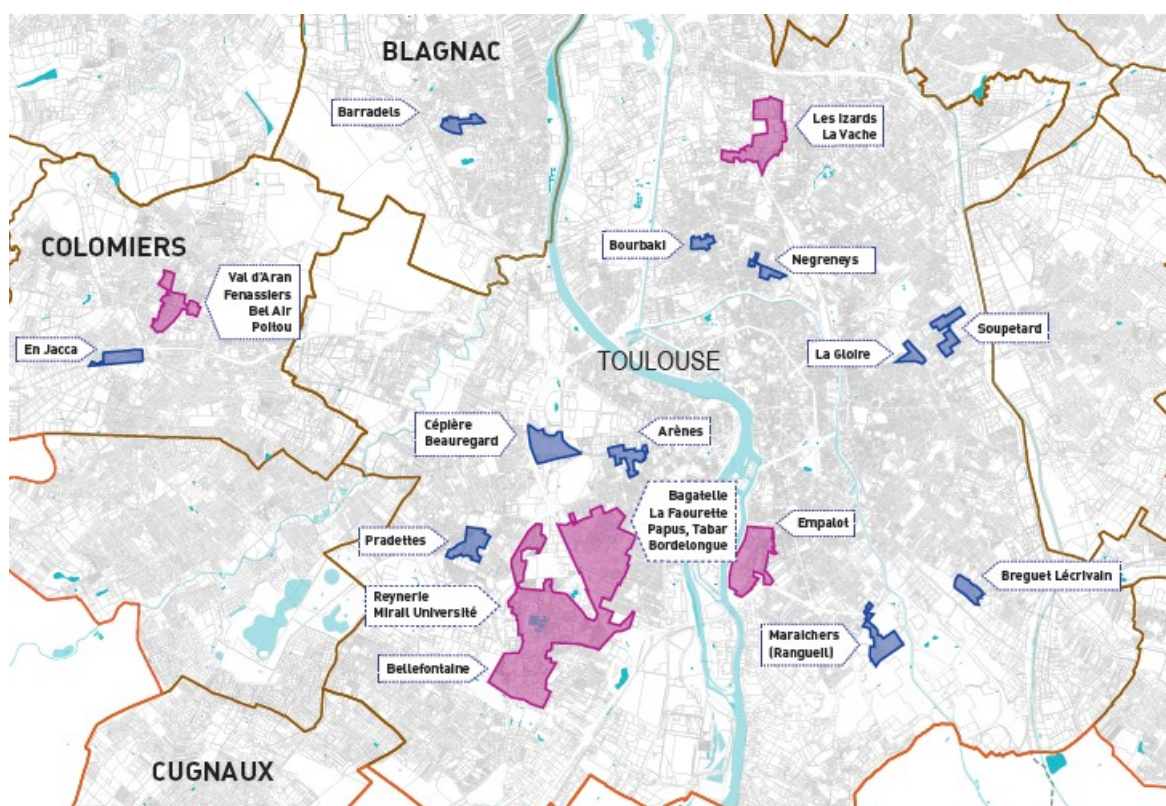 BLAGNAC
Barradels
Les Izards
La Vache
COLOMIERS
Bourbaki
Negreneys
Val d'Aran
Fenassiers
Bel Air
Poitou
En Jacca
Soupetard
La Gloire
TOULOUSE
Cépière
Beauregard
Arènes
Bagatelle
La Faourette
Papus, Tabar
Bordelongue
Empalot
Pradettes
Breguet Lécrivain
Reynerie
Mirail Université
Maraichers
(Rangueil)
Bellefontaine
CUGNAUX